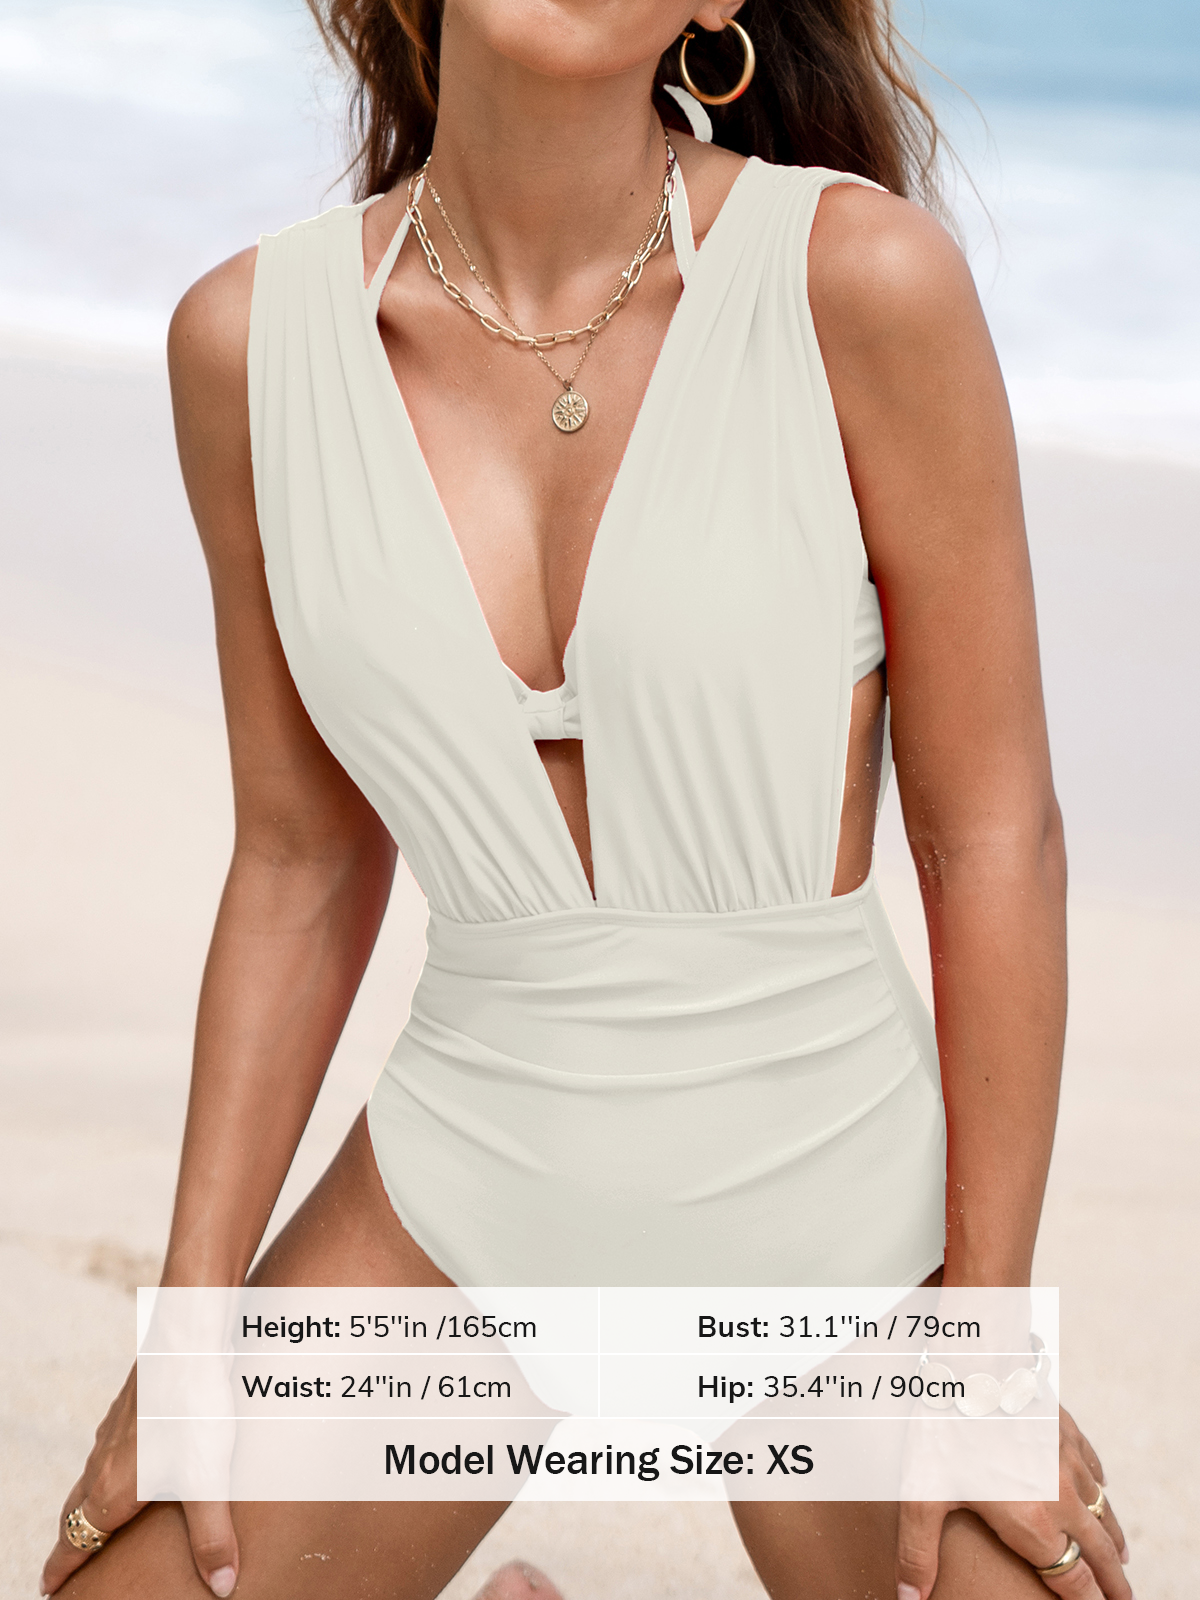 Height: 5'5''in /165cm
Bust: 31.1''in / 79cm
Waist: 24''in / 61cm
Hip: 35.4''in / 90cm
Model Wearing Size: XS